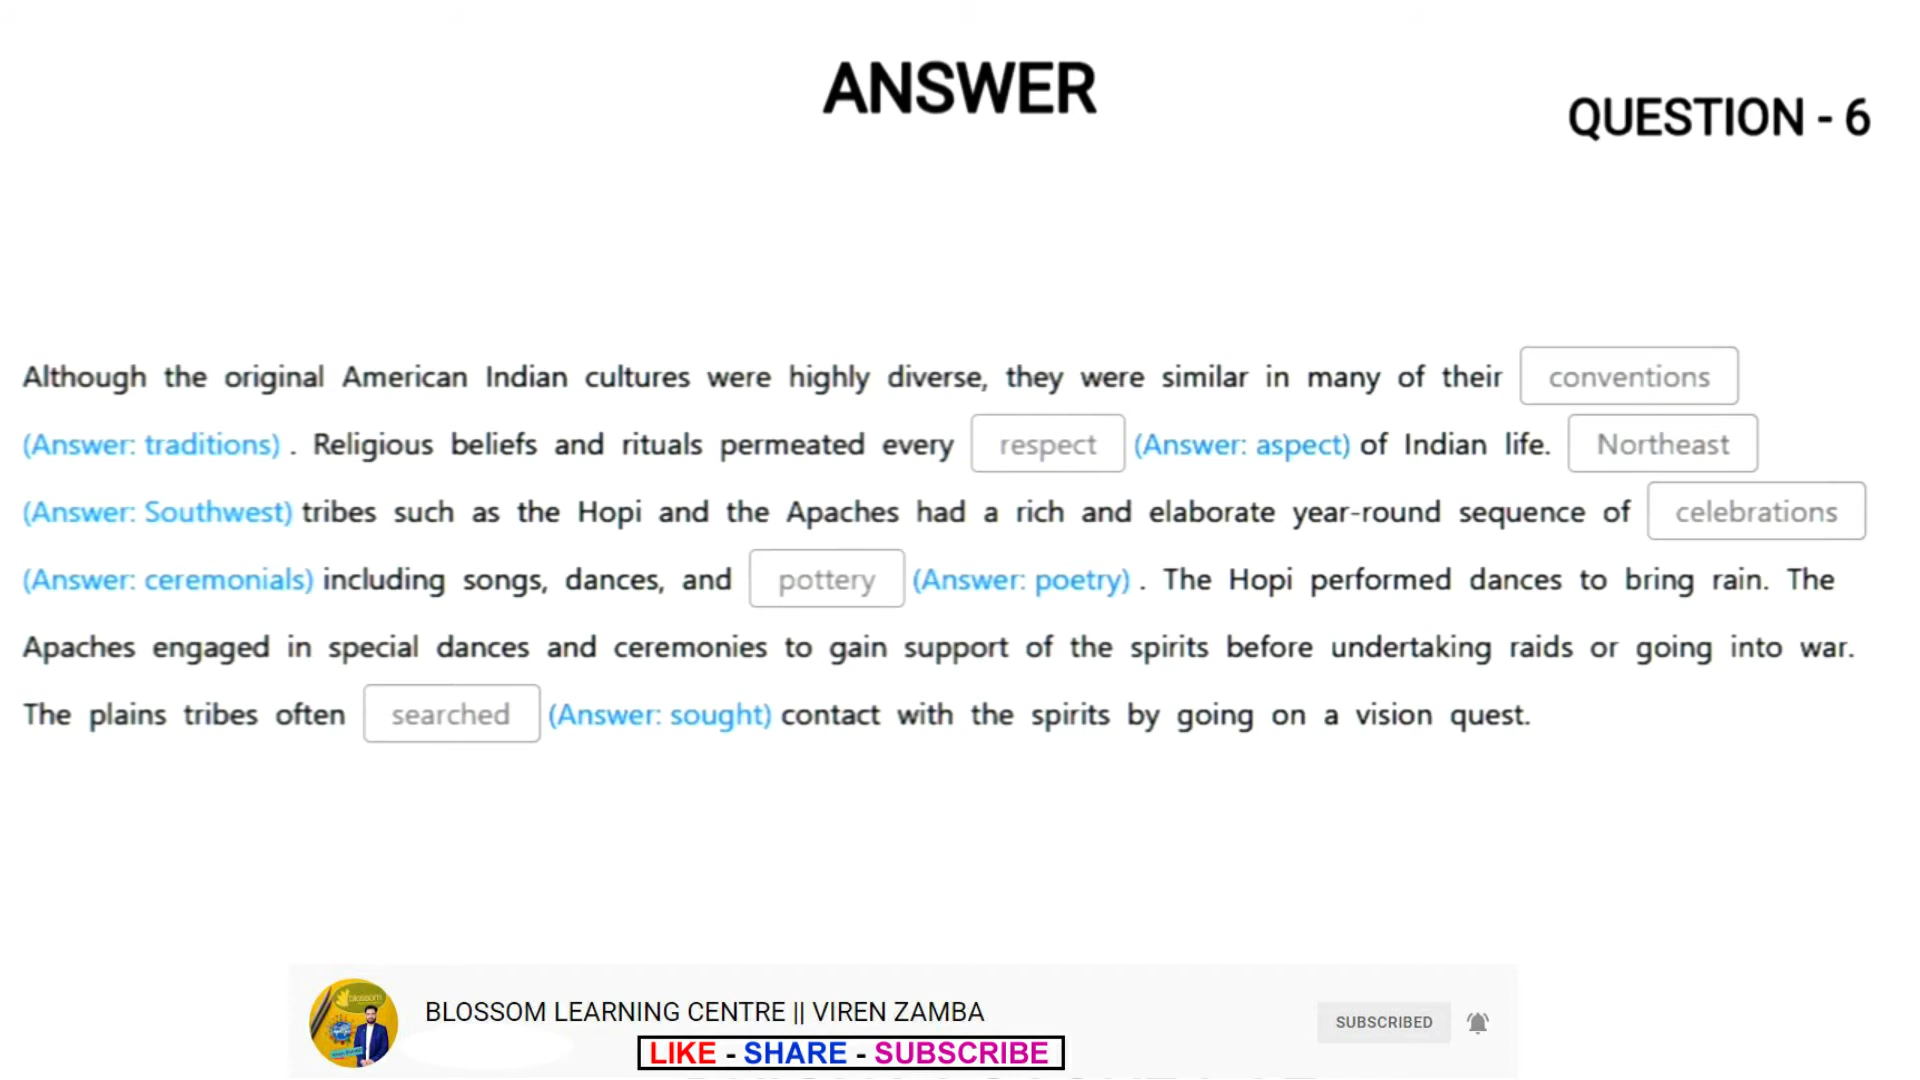 ANSWER
QUESTION - 6
Although the original American Indian cultures were highly diverse, they were similar in many of their conventions
(Answer: traditions) . Religious beliefs and rituals permeated every respect (Answer: aspect) of Indian life. Northeast
(Answer: Southwest) tribes such as the Hopi and the Apaches had a rich and elaborate year-round sequence of celebrations
(Answer: ceremonials) including songs, dances, and pottery (Answer: poetry) . The Hopi performed dances to bring rain. The
Apaches engaged in special dances and ceremonies to gain support of the spirits before undertaking raids or going into war.
The plains tribes often searched (Answer: sought) contact with the spirits by going on a vision quest.
blossom
BLOSSOM LEARNING CENTRE || VIREN ZAMBA
SUBSCRIBED
LIKE - SHARE - SUBSCRIBE